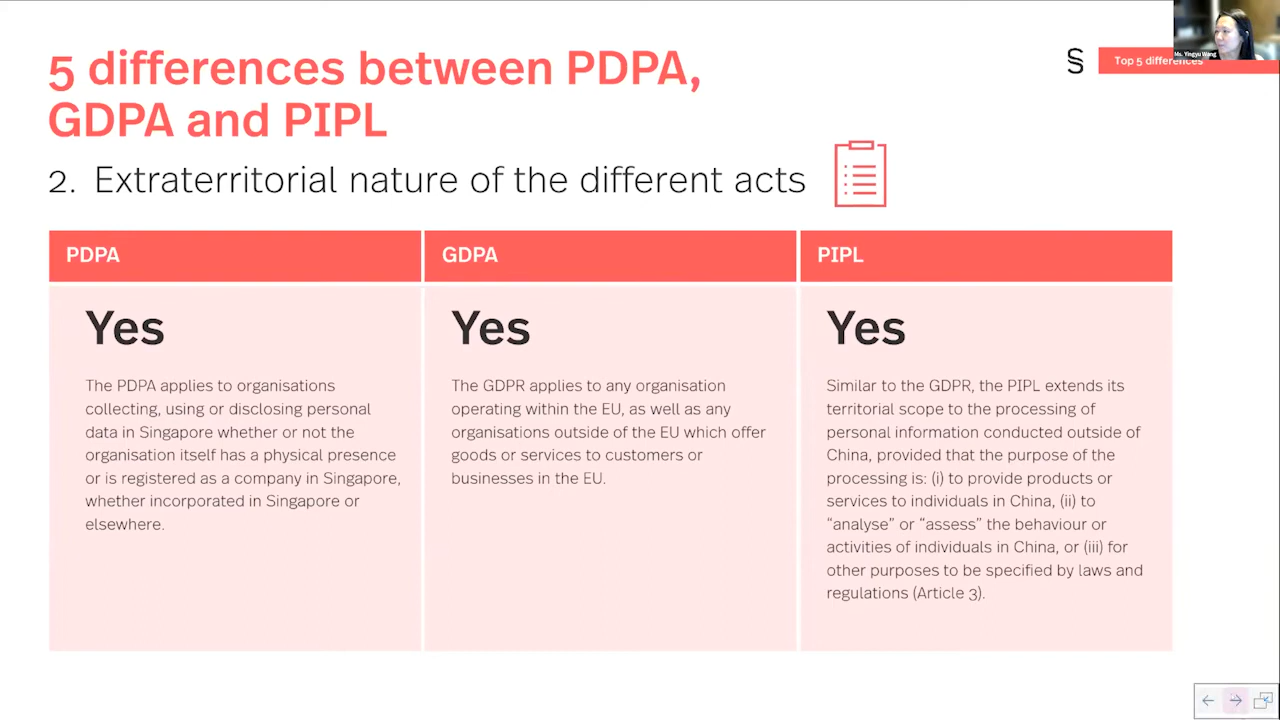 5 differences between PDPA,
GDPA and PIPL
§
Top 5 differences
Ms. Yingyu Wang
2. Extraterritorial nature of the different acts
PDPA
GDPA
PIPL
Yes
The PDPA applies to organisations
collecting, using or disclosing personal
data in Singapore whether or not the
organisation itself has a physical presence
or is registered as a company in Singapore,
whether incorporated in Singapore or
elsewhere.
Yes
The GDPR applies to any organisation
operating within the EU, as well as any
organisations outside of the EU which offer
goods or services to customers or
businesses in the EU.
Yes
Similar to the GDPR, the PIPL extends its
territorial scope to the processing of
personal information conducted outside of
China, provided that the purpose of the
processing is: (i) to provide products or
services to individuals in China, (ii) to
“analyse” or “assess” the behaviour or
activities of individuals in China, or (iii) for
other purposes to be specified by laws and
regulations (Article 3).